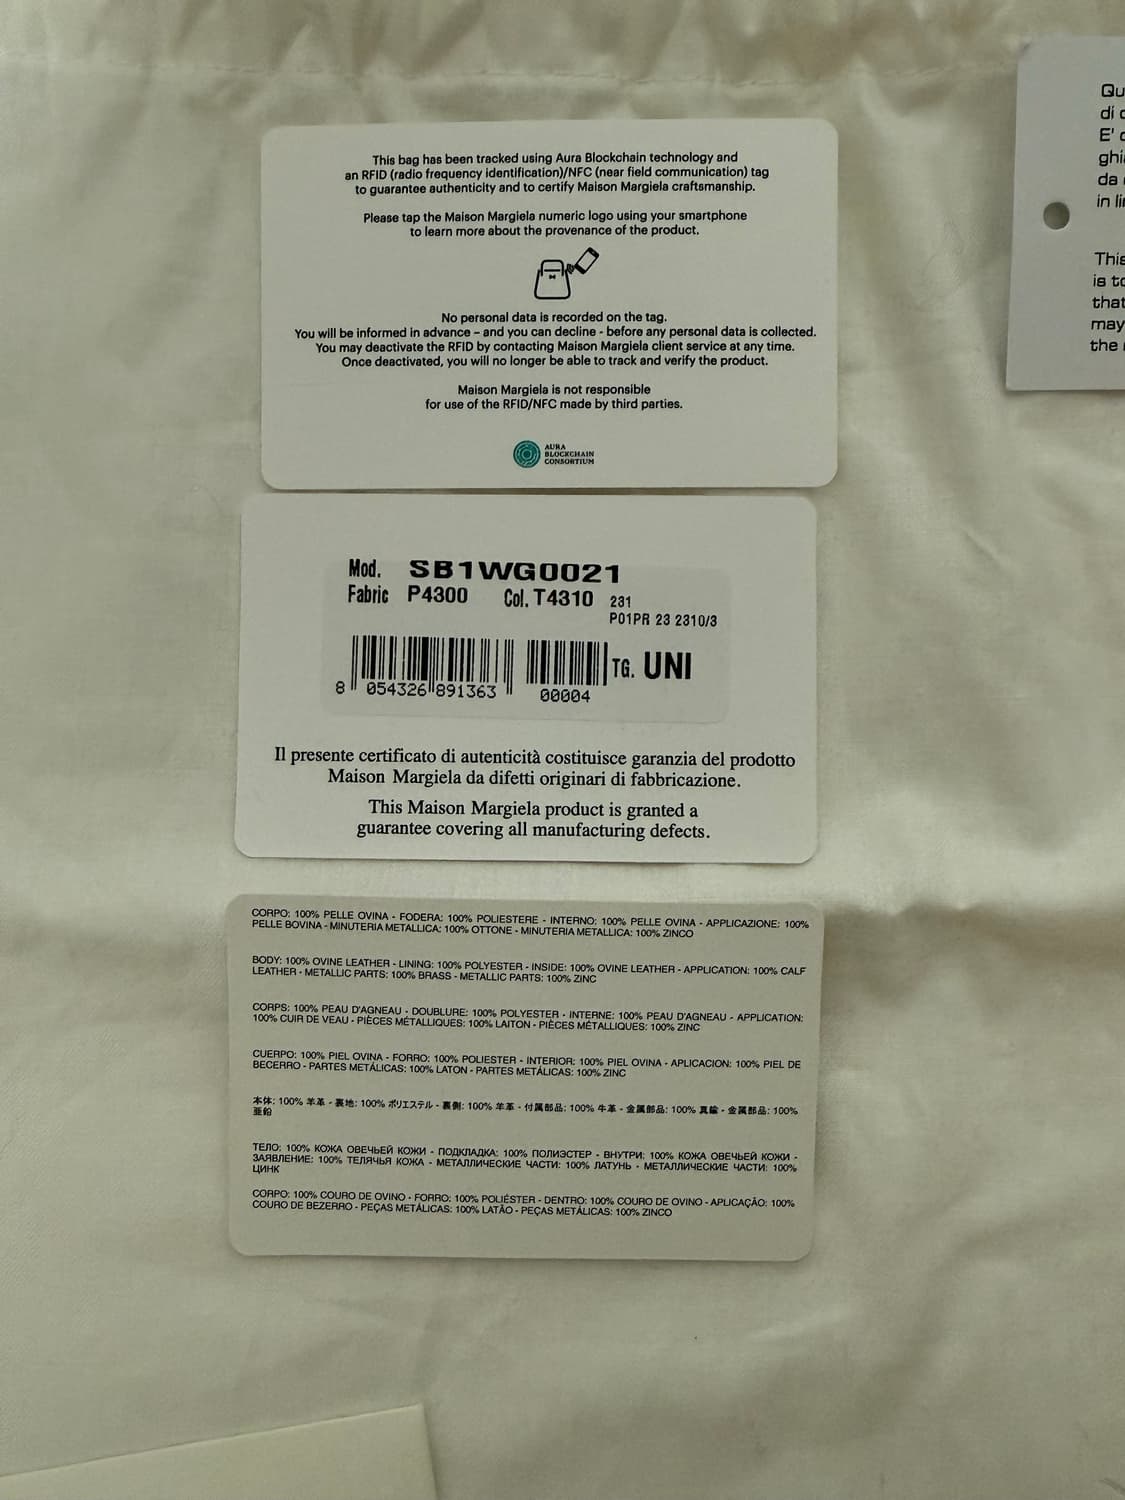 This bag has been tracked using Aura Blockchain technology and
an RFID (radio frequency identification)/NFC (near field communication) tag
to guarantee authenticity and to certify Maison Margiela craftsmanship.
Please tap the Maison Margiela numeric logo using your smartphone
to learn more about the provenance of the product.
No personal data is recorded on the tag.
You will be informed in advance – and you can decline - before any personal data is collected.
You may deactivate the RFID by contacting Maison Margiela client service at any time.
Once deactivated, you will no longer be able to track and verify the product.
Maison Margiela is not responsible
for use of the RFID/NFC made by third parties.
AURA
BLOCKCHAIN
CONSORTIUM
Mod. SB1WG0021
Fabric P4300 Col. T4310 231
P01PR 23 2310/3
TG. UNI
8 054326 891363 00004
Il presente certificato di autenticità costituisce garanzia del prodotto
Maison Margiela da difetti originari di fabbricazione.
This Maison Margiela product is granted a
guarantee covering all manufacturing defects.
CORPO: 100% PELLE OVINA - FODERA: 100% POLIESTERE - INTERNO: 100% PELLE OVINA - APPLICAZIONE: 100%
PELLE BOVINA - MINUTERIA METALLICA: 100% OTTONE - MINUTERIA METALLICA: 100% ZINCO
BODY: 100% OVINE LEATHER - LINING: 100% POLYESTER - INSIDE: 100% OVINE LEATHER - APPLICATION: 100% CALF
LEATHER - METALLIC PARTS: 100% BRASS - METALLIC PARTS: 100% ZINC
CORPS: 100% PEAU D'AGNEAU - DOUBLURE: 100% POLYESTER - INTERNE: 100% PEAU D'AGNEAU - APPLICATION:
100% CUIR DE VEAU - PIÈCES MÉTALLIQUES: 100% LAITON - PIÈCES MÉTALLIQUES: 100% ZINC
CUERPO: 100% PIEL OVINA - FORRO: 100% POLIESTER - INTERIOR: 100% PIEL OVINA - APLICACION: 100% PIEL DE
BECERRO - PARTES METÁLICAS: 100% LATON - PARTES METÁLICAS: 100% ZINC
本体: 100% 羊革 - 裏地: 100% ポリエステル - 裏側: 100% 羊革 - 付属部品: 100% 牛革 - 金属部品: 100% 真鍮 - 金属部品: 100%
亜鉛
ТЕЛО: 100% КОЖА ОВЕЧЬЕЙ КОЖИ - ПОДКЛАДКА: 100% ПОЛИЭСТЕР - ВНУТРИ: 100% КОЖА ОВЕЧЬЕЙ КОЖИ -
ЗАЯВЛЕНИЕ: 100% ТЕЛЯЧЬЯ КОЖА - МЕТАЛЛИЧЕСКИЕ ЧАСТИ: 100% ЛАТУНЬ - МЕТАЛЛИЧЕСКИЕ ЧАСТИ: 100%
ЦИНК
CORPO: 100% COURO DE OVINO - FORRO: 100% POLIÉSTER - DENTRO: 100% COURO DE OVINO - APLICAÇÃO: 100%
COURO DE BEZERRO - PEÇAS METÁLICAS: 100% LATÃO - PEÇAS METÁLICAS: 100% ZINCO
di
E'
da
in
is
that
may
the